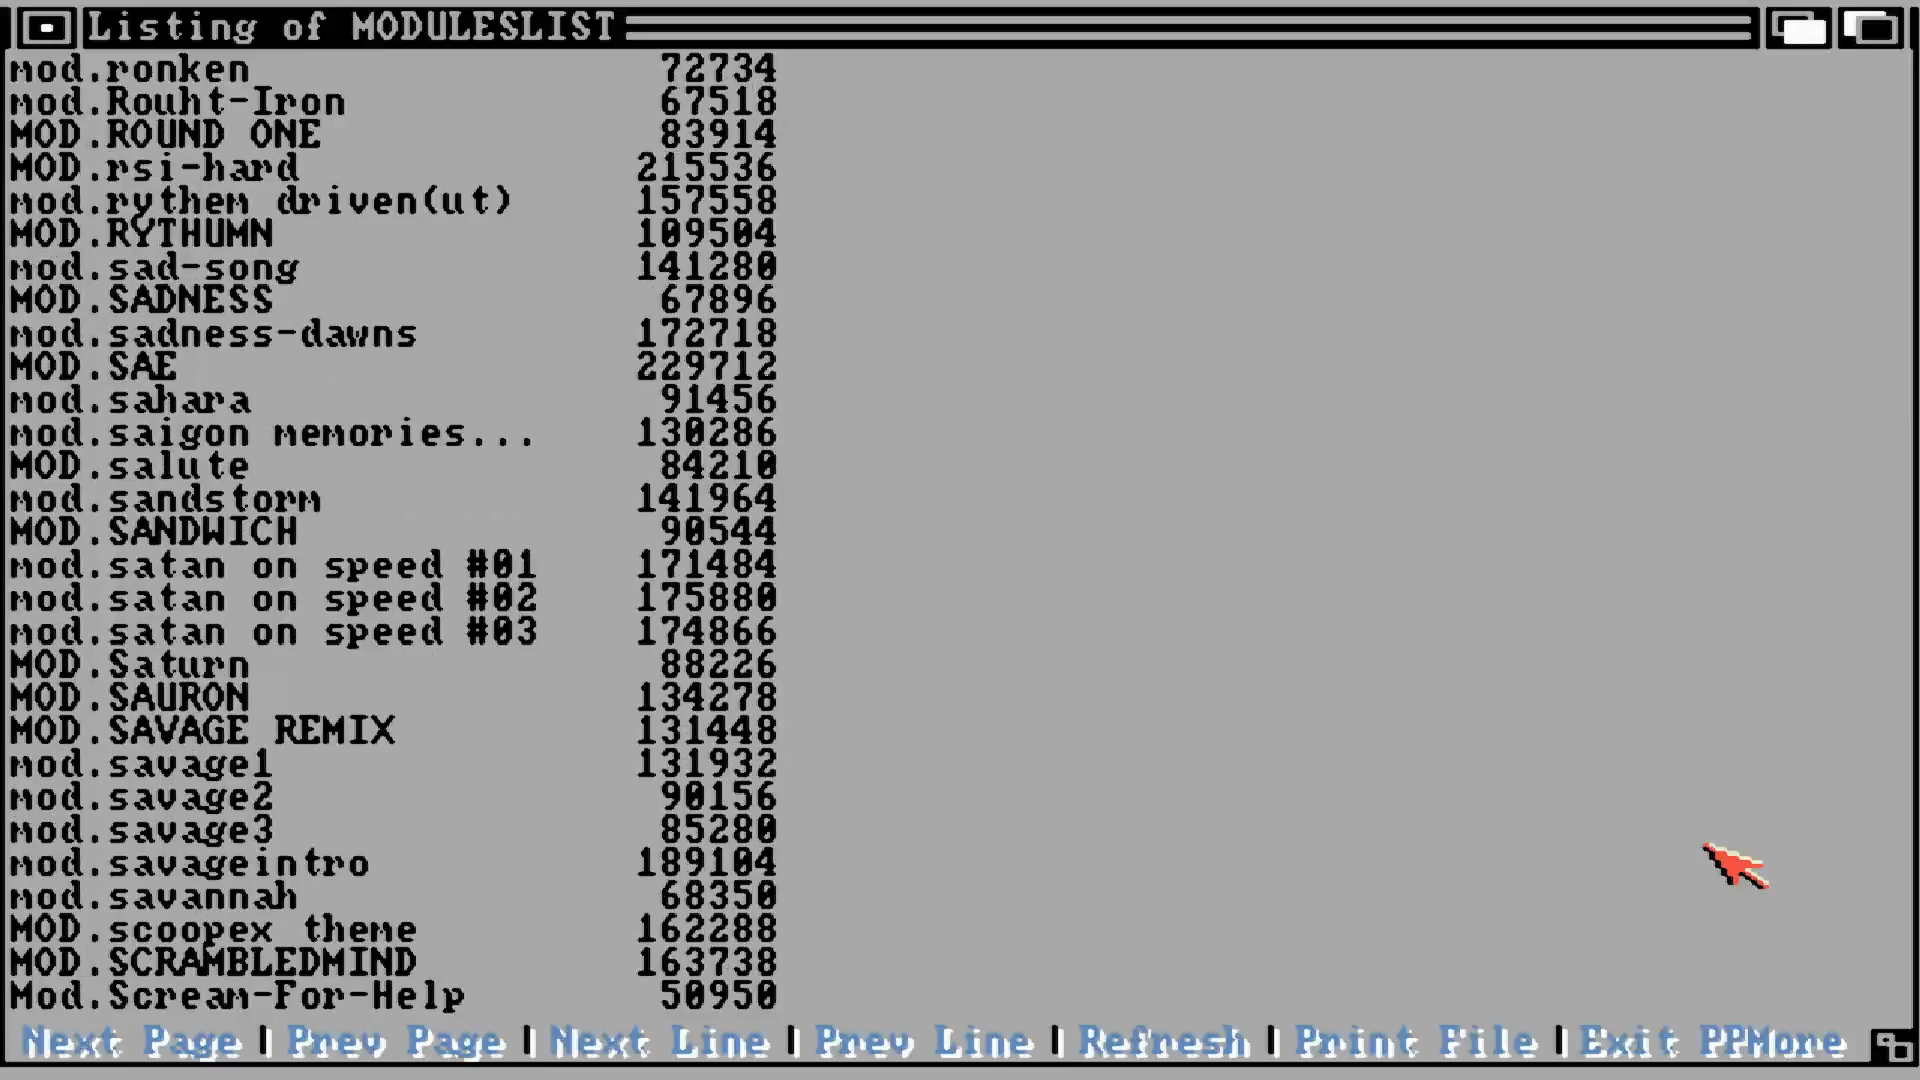 Listing of MODULESLIST
mod.ronken 72734
mod.Rouht-Iron 67518
MOD.ROUND ONE 83914
MOD.rsi-hard 215536
mod.rythem driven(ut) 157558
MOD.RYTHUMN 109504
mod.sad-song 141280
MOD.SADNESS 67896
mod.sadness-dawns 172718
MOD.SAE 229712
mod.sahara 91456
mod.saigon memories... 130286
MOD.salute 84210
mod.sandstorm 141964
MOD.SANDWICH 90544
mod.satan on speed #01 171484
mod.satan on speed #02 175880
mod.satan on speed #03 174866
MOD.Saturn 88226
MOD.SAURON 134278
MOD.SAVAGE REMIX 131448
mod.savage1 131932
mod.savage2 90156
mod.savage3 85280
mod.savageintro 189104
mod.savannah 68350
MOD.scoopex theme 162288
MOD.SCRAMBLEDMIND 163738
Mod.Scream-For-Help 50950
Next Page | Prev Page | Next Line | Prev Line | Refresh | Print File | Exit PPMore